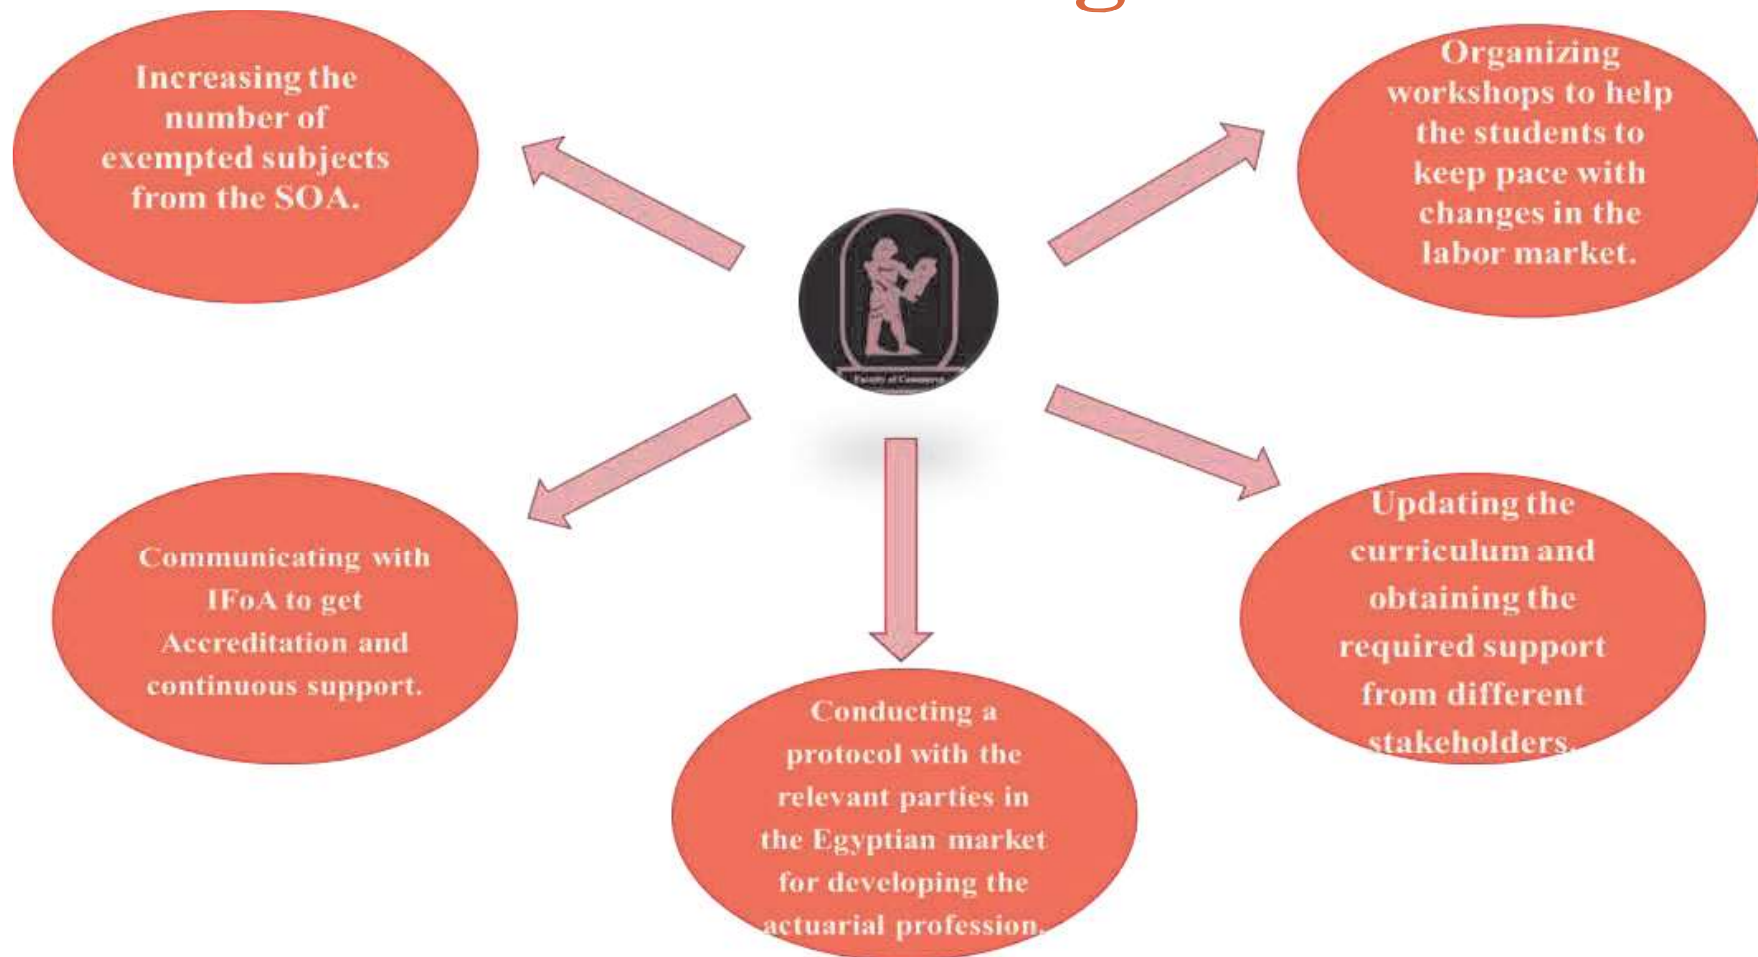 Increasing the
number of
exempted subjects
from the SOA.
Organizing
workshops to help
the students to
keep pace with
changes in the
labor market.
Faculty of Commerce
Communicating with
IFoA to get
Accreditation and
continuous support.
Updating the
curriculum and
obtaining the
required support
from different
stakeholders.
Conducting a
protocol with the
relevant parties in
the Egyptian market
for developing the
actuarial profession.